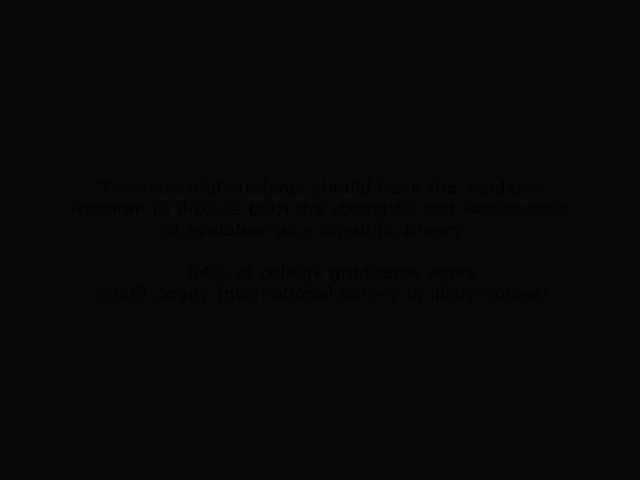 "Teachers and students should have the academic
freedom to discuss both the strengths and weaknesses
of evolution as a scientific theory."
-- 84% of college graduates agree
(2009 Zogby International survey of likely voters)